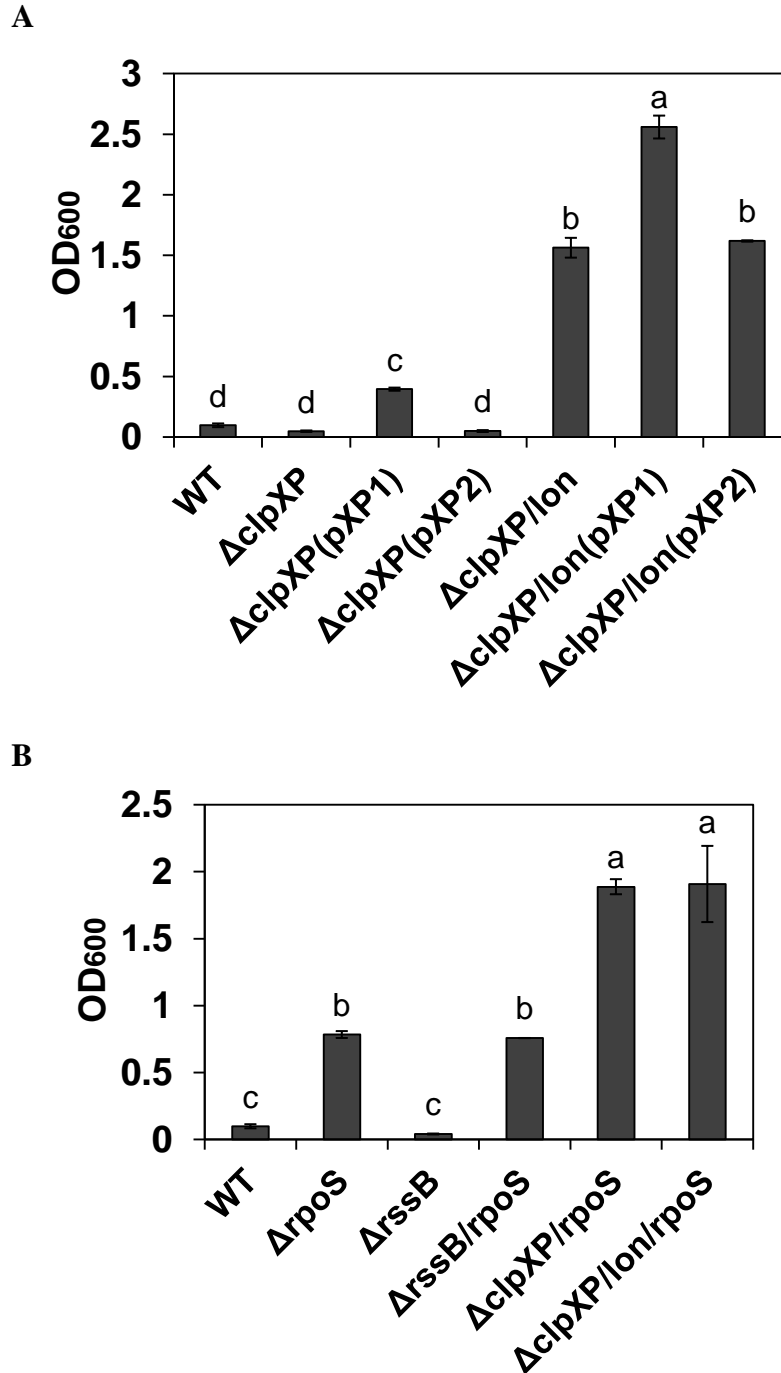 A
3
2.5
2
1.5
1
0.5
0
OD600
d
d
c
d
b
a
b
WT
ΔclpXP
ΔclpXP(pXP1)
ΔclpXP(pXP2)
ΔclpXP/lon
ΔclpXP/lon(pXP1)
ΔclpXP/lon(pXP2)
B
2.5
2
1.5
1
0.5
0
OD600
c
b
c
b
a
a
WT
ΔrpoS
ΔrssB
ΔrssB/rpoS
ΔclpXP/rpoS
ΔclpXP/lon/rpoS